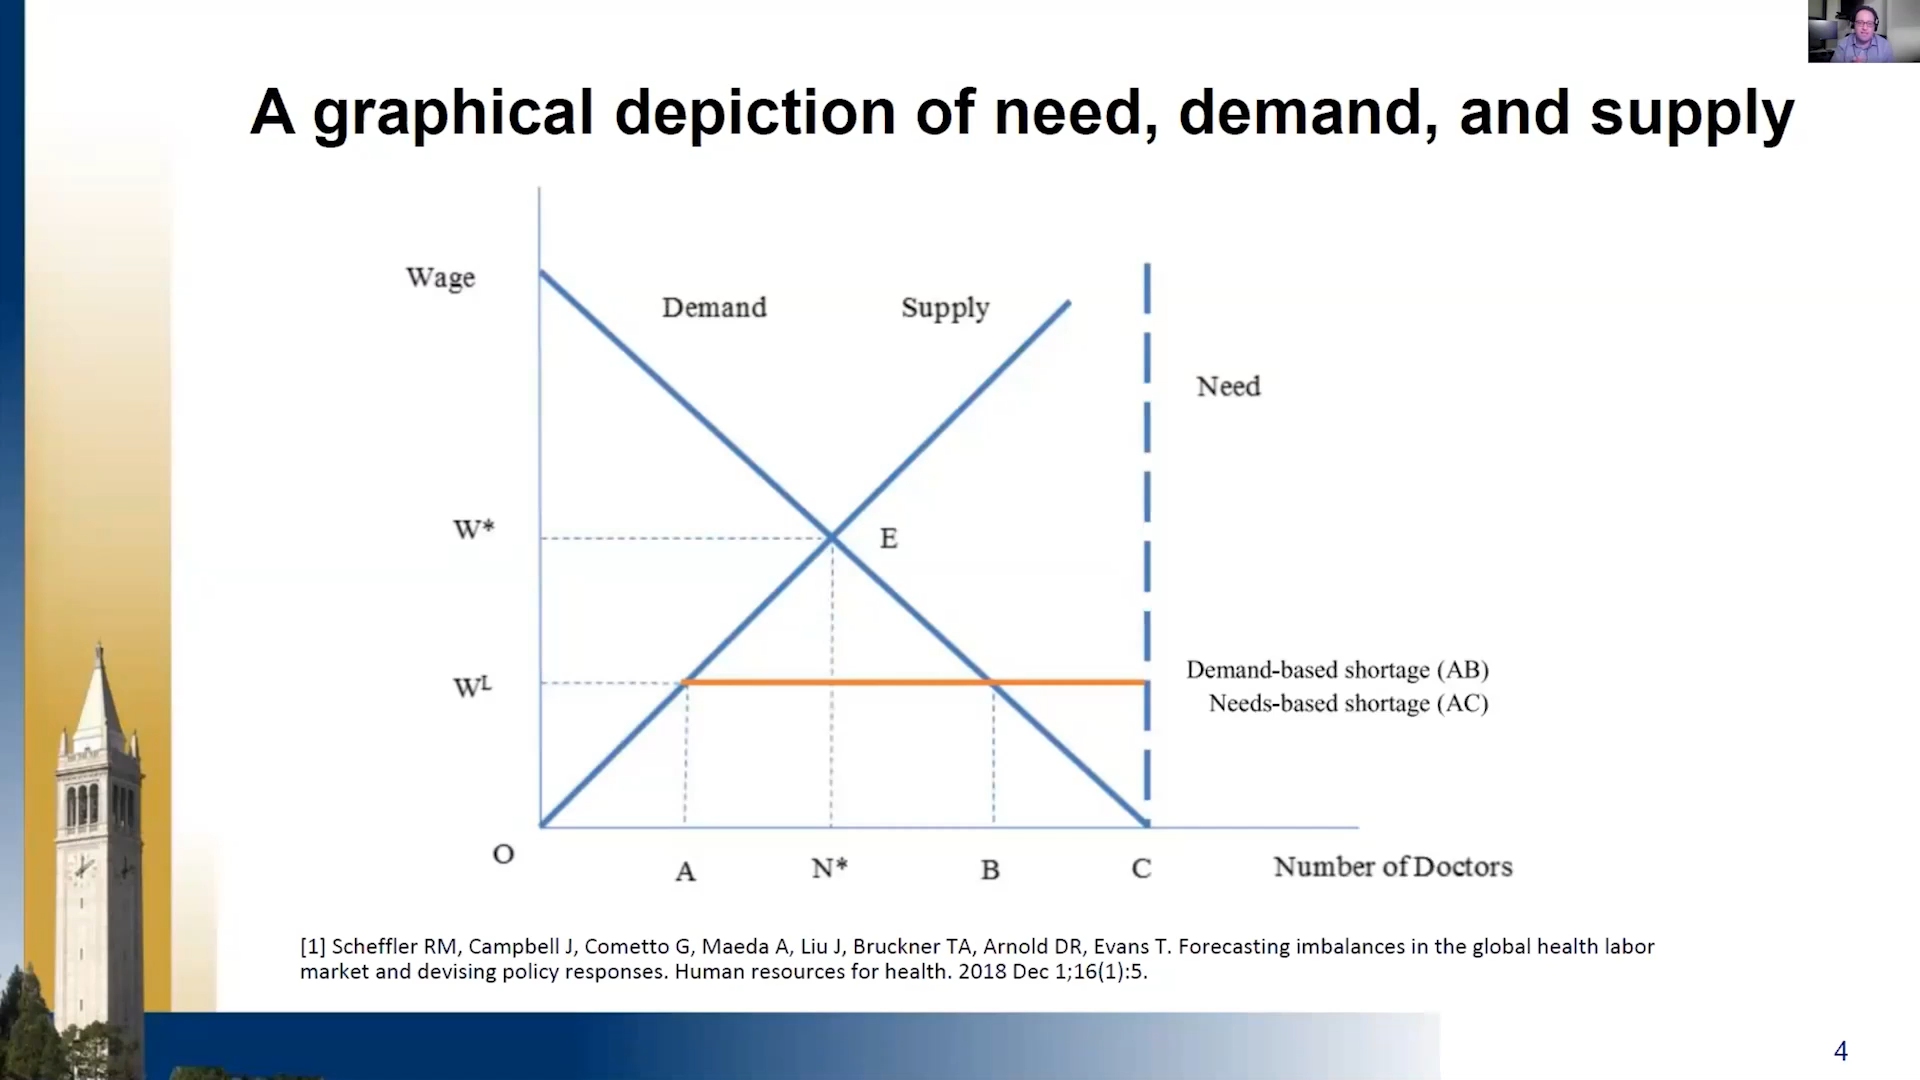 A graphical depiction of need, demand, and supply
Wage
Demand
Supply
Need
W*
E
Wᴸ
Demand-based shortage (AB)
Needs-based shortage (AC)
O
A
N*
B
C
Number of Doctors
[1] Scheffler RM, Campbell J, Cometto G, Maeda A, Liu J, Bruckner TA, Arnold DR, Evans T. Forecasting imbalances in the global health labor
market and devising policy responses. Human resources for health. 2018 Dec 1;16(1):5.
4